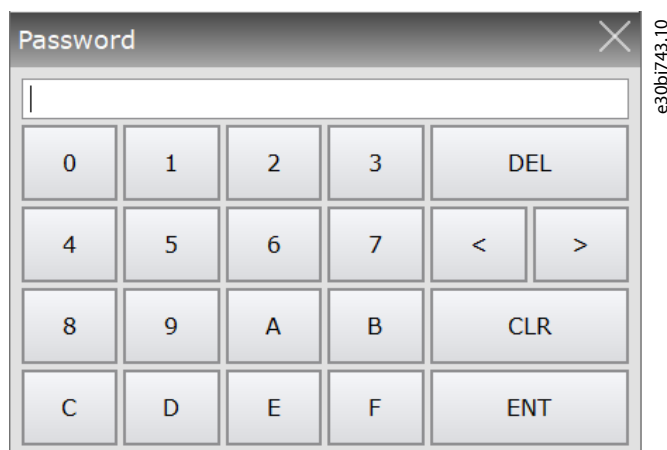 Password
e30bi743.10
0 1 2 3 DEL
4 5 6 7 < >
8 9 A B CLR
C D E F ENT